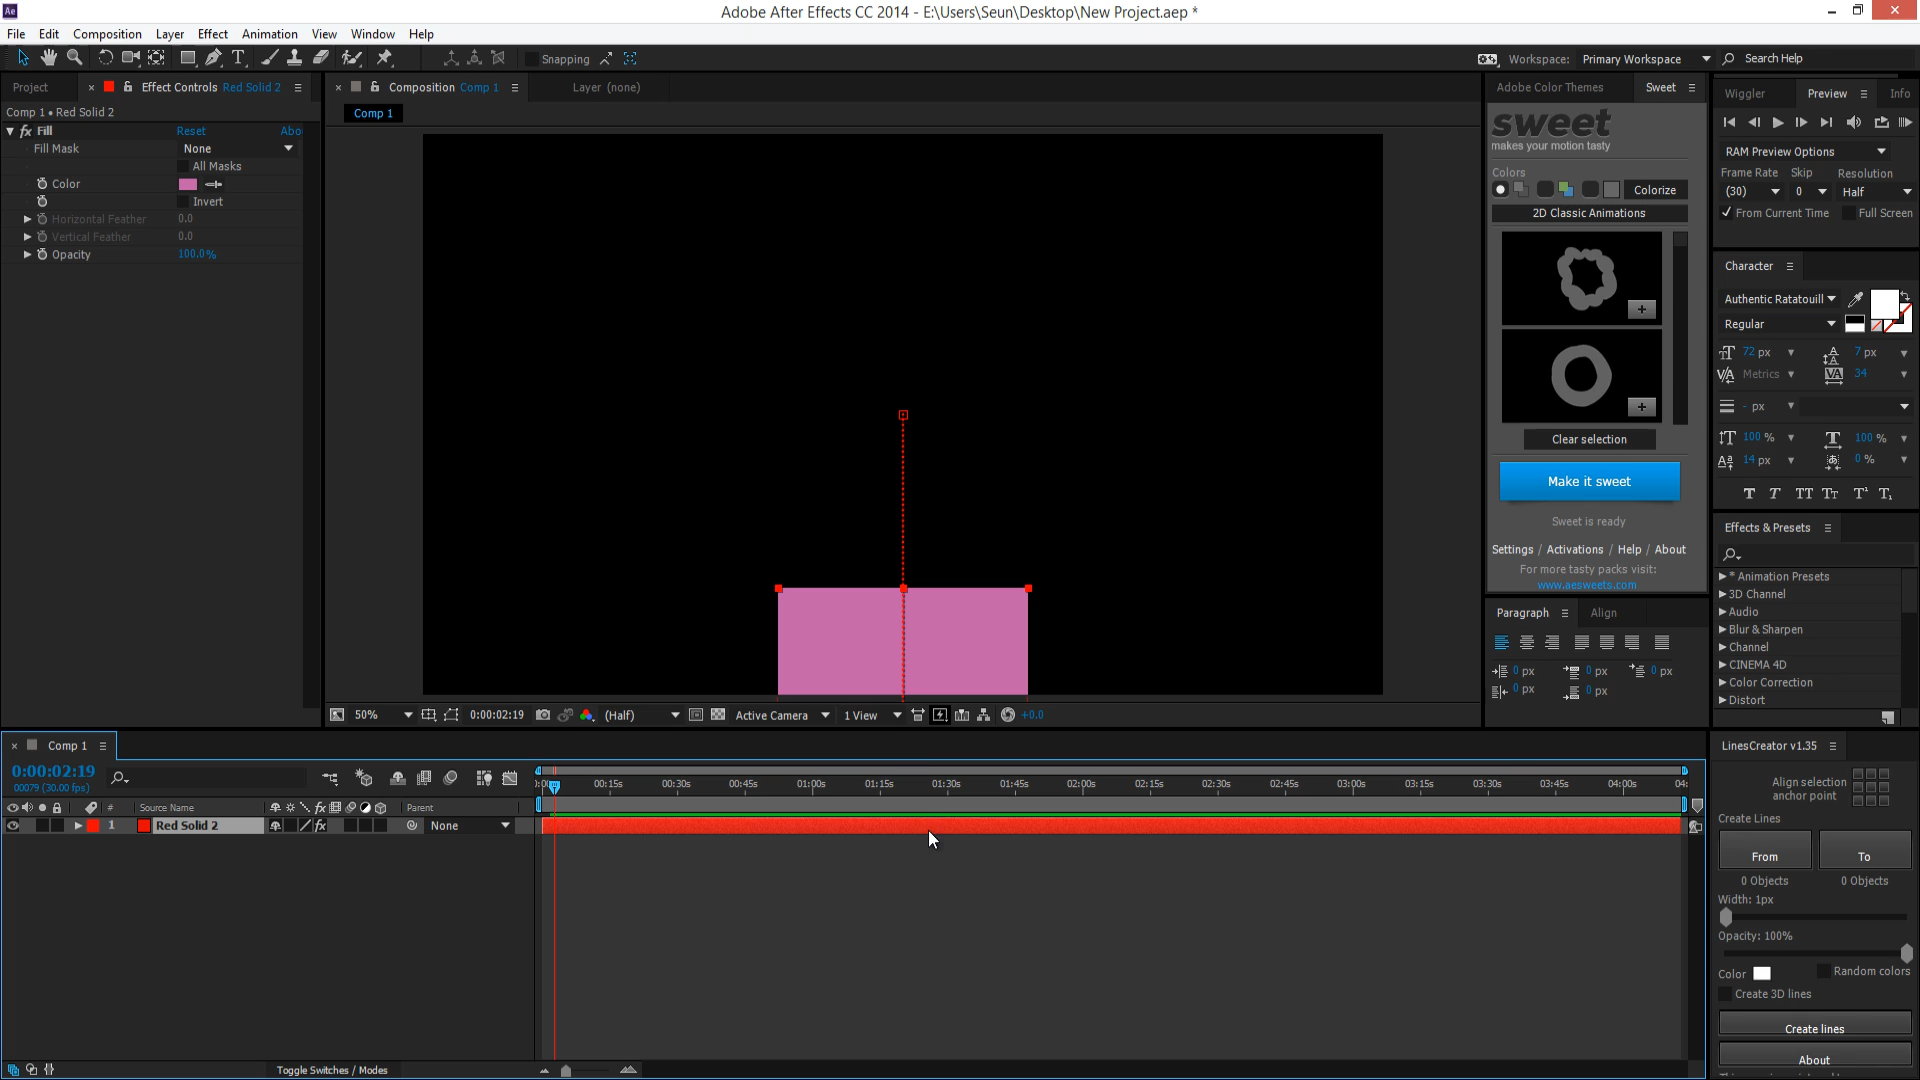 Ae
Adobe After Effects CC 2014 - E:\Users\Seun\Desktop\New Project.aep *
File Edit Composition Layer Effect Animation View Window Help
T Snapping Workspace: Primary Workspace Search Help
Project × Effect Controls Red Solid 2
Comp 1 • Red Solid 2
fx Fill Reset Abo
Fill Mask None
All Masks
Color
Invert
Horizontal Feather 0.0
Vertical Feather 0.0
Opacity 100.0%
× Composition Comp 1 Layer (none)
Comp 1
50% 0:00:02:19 (Half) Active Camera 1 View +0.0
Adobe Color Themes Sweet
sweet
makes your motion tasty
Colors
Colorize
2D Classic Animations
+
+
Clear selection
Make it sweet
Sweet is ready
Settings / Activations / Help / About
For more tasty packs visit:
www.aesweets.com
Paragraph Align
0 px 0 px 0 px
0 px 0 px
Wiggler Preview Info
RAM Preview Options
Frame Rate Skip Resolution
(30) 0 Half
From Current Time Full Screen
Character
Authentic Ratatouill
Regular
72 px 7 px
Metrics 34
- px
100 % 100 %
14 px 0 %
T T TT Tt T¹ T₁
Effects & Presets
* Animation Presets
3D Channel
Audio
Blur & Sharpen
Channel
CINEMA 4D
Color Correction
Distort
× Comp 1
0:00:02:19
00079 (30.00 fps)
00:15s 00:30s 00:45s 01:00s 01:15s 01:30s 01:45s 02:00s 02:15s 02:30s 02:45s 03:00s 03:15s 03:30s 03:45s 04:00s 04:
# Source Name fx Parent
1 Red Solid 2 fx None
Toggle Switches / Modes
LinesCreator v1.35
Align selection
anchor point
Create Lines
From To
0 Objects 0 Objects
Width: 1px
Opacity: 100%
Color Random colors
Create 3D lines
Create lines
About